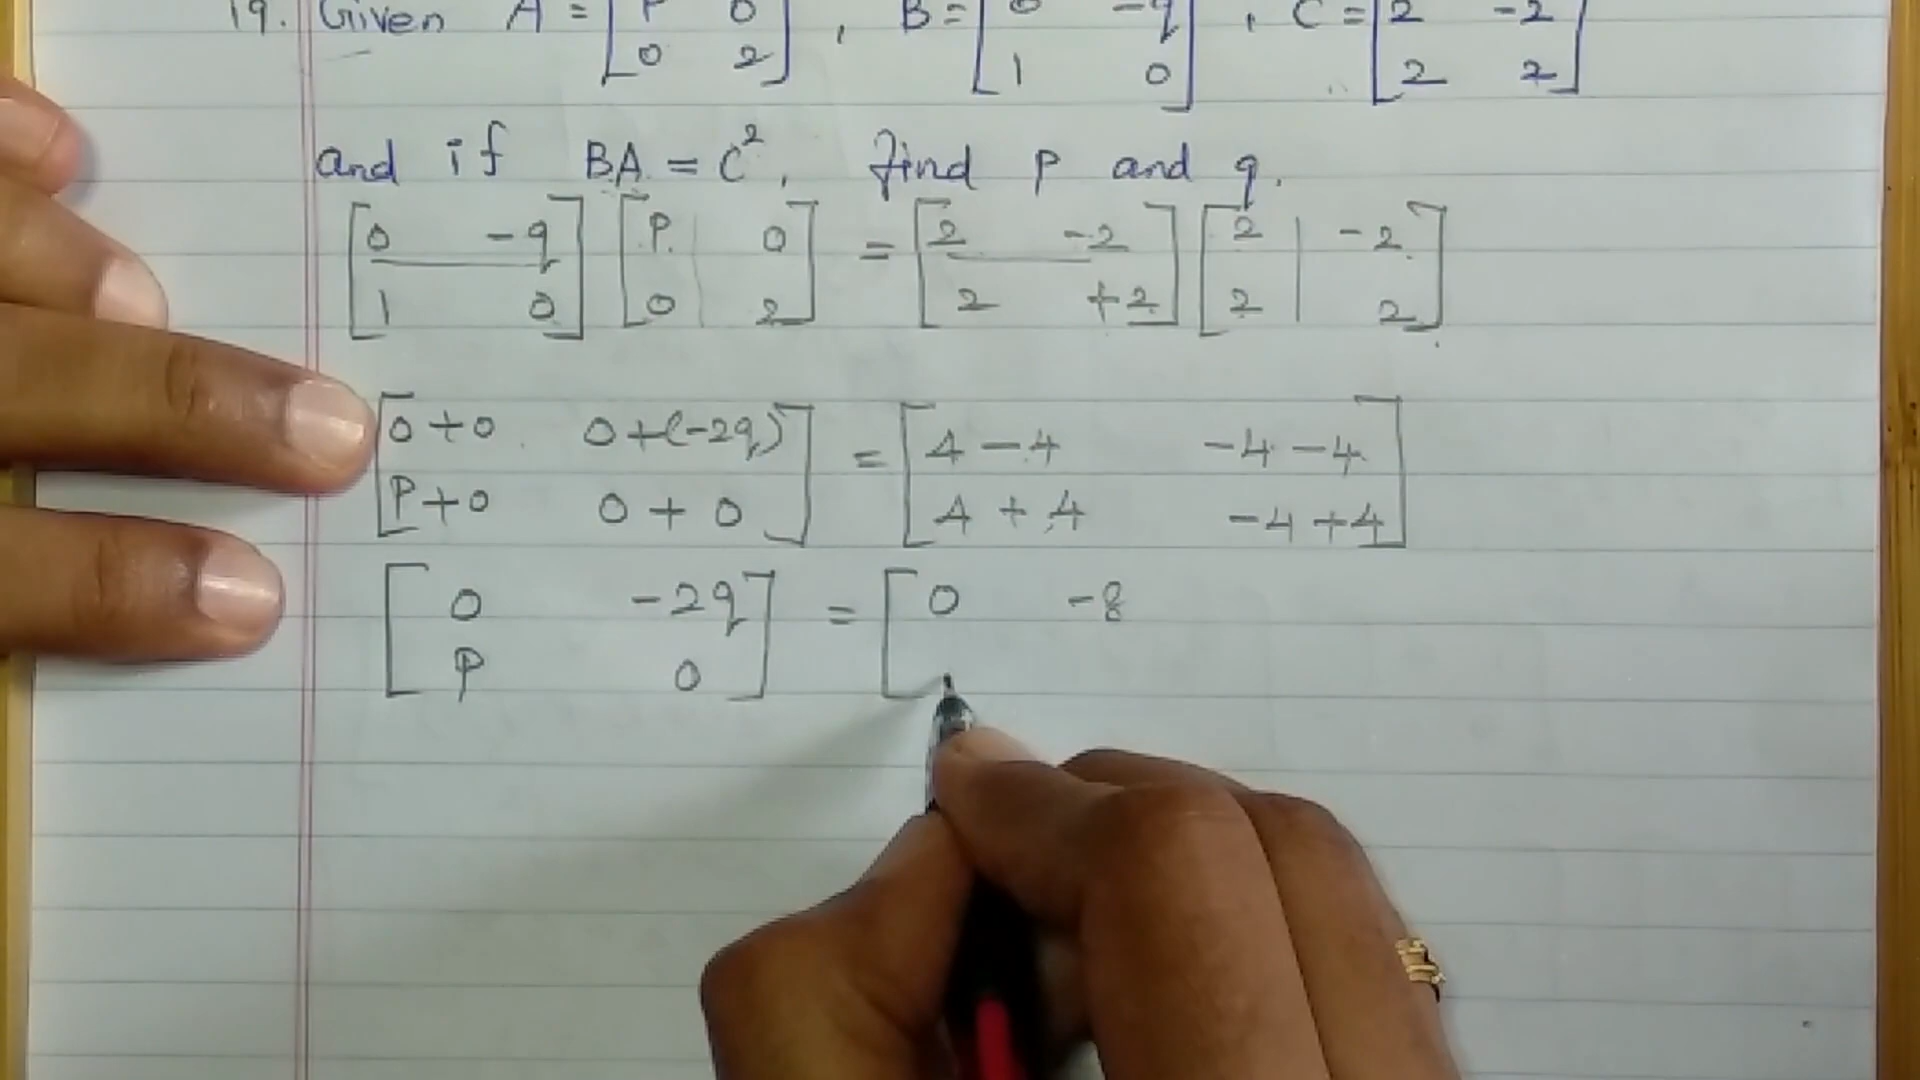 19. Given A = [P 0 , B = [0 -q , C = [2 -2
0 2] 1 0] 2 2]
and if BA = C², find p and q.
[0 -q] [P 0] = [2 -2] [2 -2]
[1 0] [0 2] [2 +2] [2 2]
[0+0 0+(-2q)] = [4-4 -4-4]
[P+0 0+0] [4+4 -4+4]
[0 -2q] = [0 -8
[P 0]